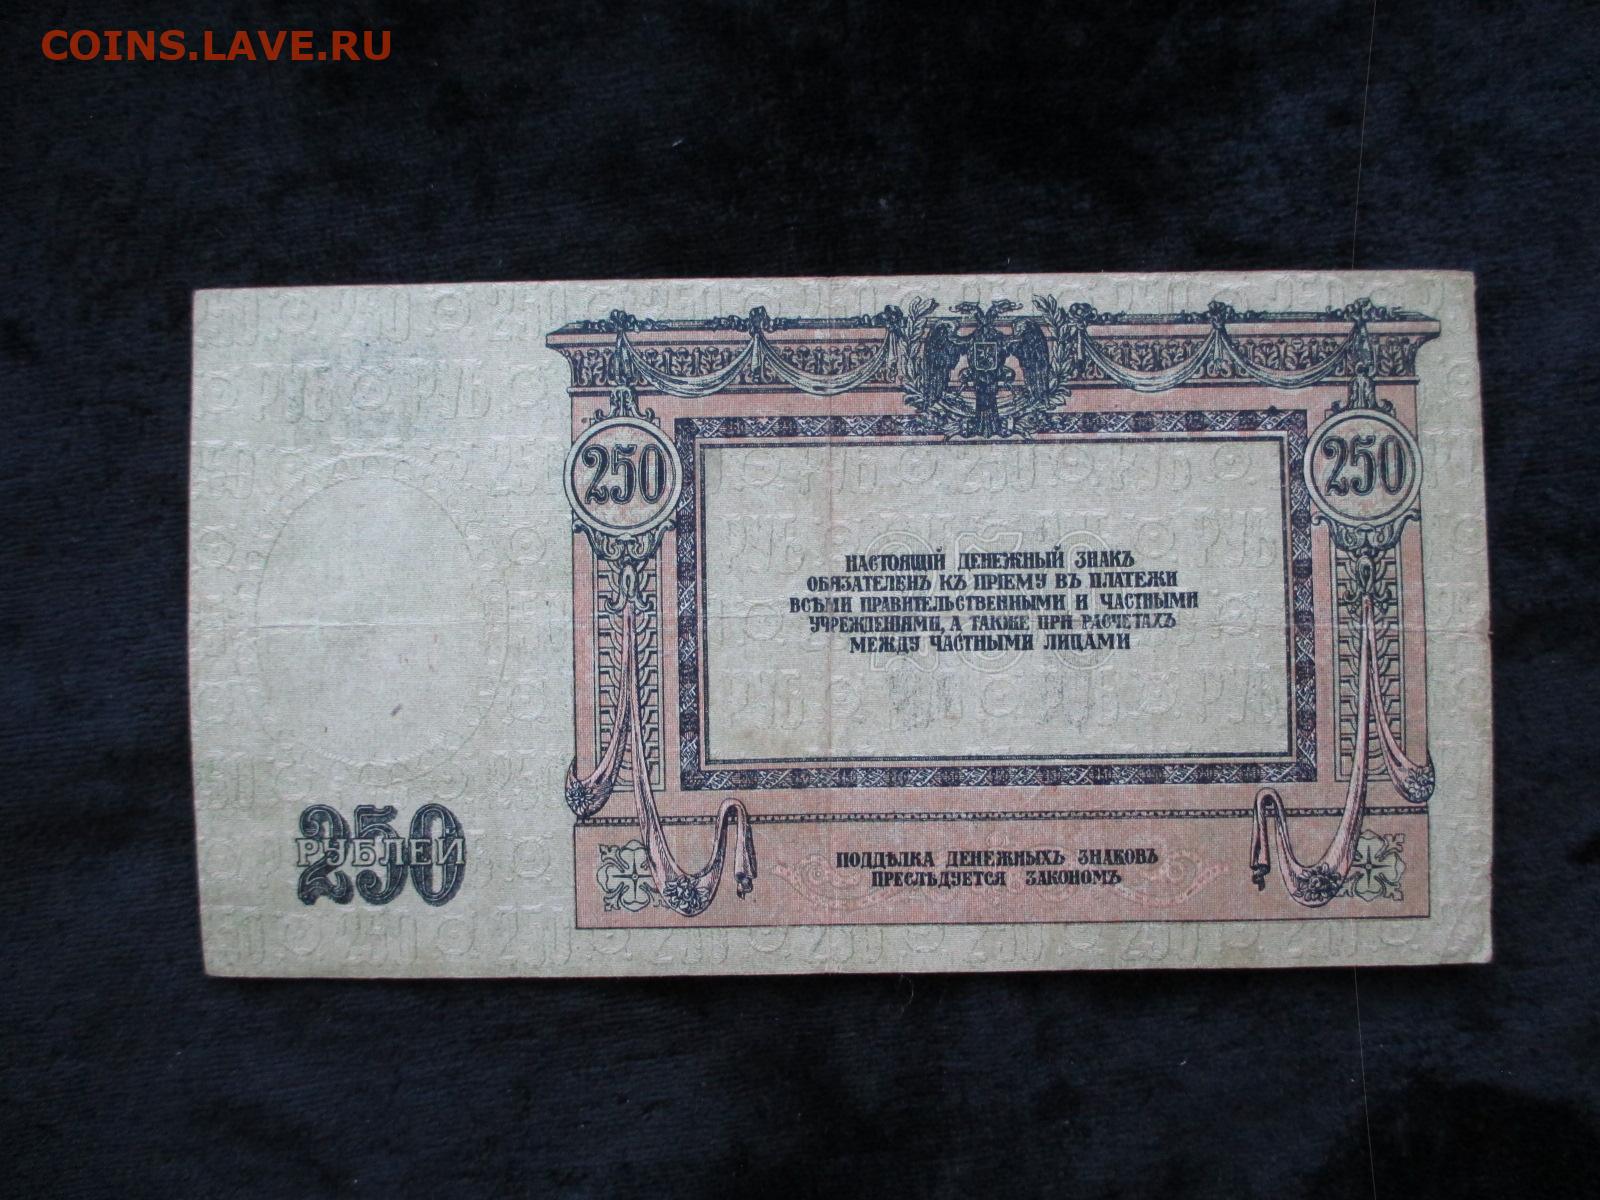 COINS.LAVE.RU
250
250
НАСТОЯЩІЙ ДЕНЕЖНЫЙ ЗНАКЪ
ОБЯЗАТЕЛЕНЪ КЪ ПРІЕМУ ВЪ ПЛАТЕЖИ
ВСѢМИ ПРАВИТЕЛЬСТВЕННЫМИ И ЧАСТНЫМИ
УЧРЕЖДЕНІЯМИ, А ТАКЖЕ ПРИ РАСЧЕТАХЪ
МЕЖДУ ЧАСТНЫМИ ЛИЦАМИ
250
РУБЛЕЙ
ПОДДѢЛКА ДЕНЕЖНЫХЪ ЗНАКОВЪ
ПРЕСЛѢДУЕТСЯ ЗАКОНОМЪ